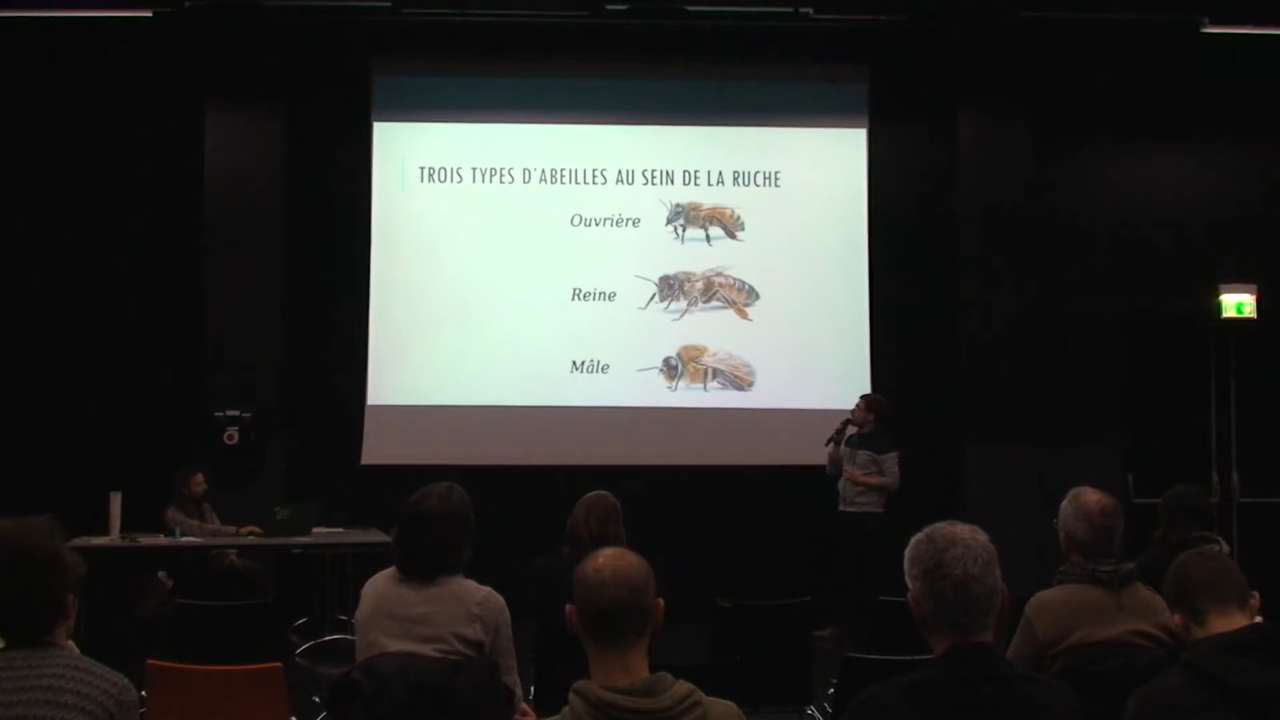 TROIS TYPES D'ABEILLES AU SEIN DE LA RUCHE
Ouvrière
Reine
Mâle